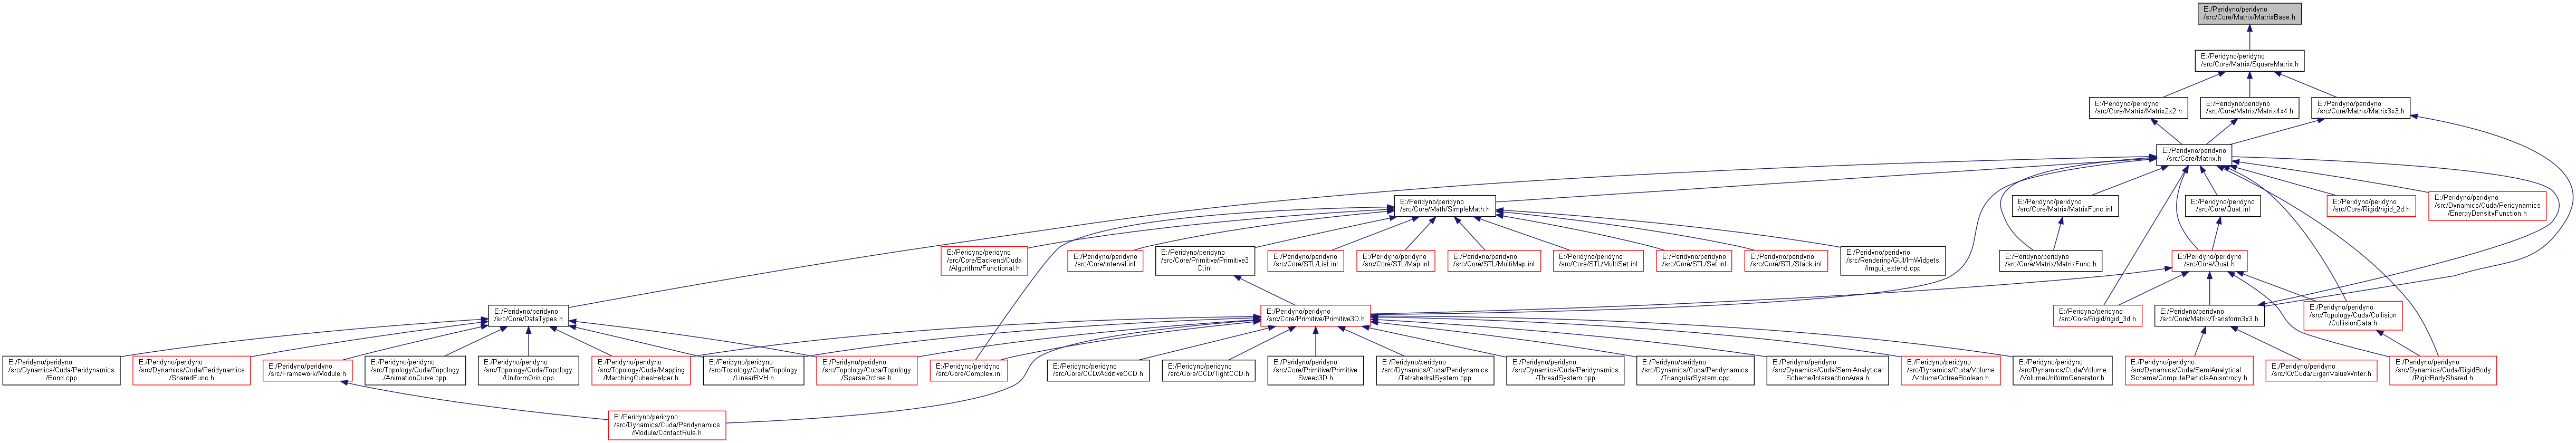 E:/Peridyno/peridyno
/src/Core/Matrix/MatrixBase.h
E:/Peridyno/peridyno
/src/Core/Matrix/SquareMatrix.h
E:/Peridyno/peridyno
/src/Core/Matrix/Matrix2x2.h
E:/Peridyno/peridyno
/src/Core/Matrix/Matrix4x4.h
E:/Peridyno/peridyno
/src/Core/Matrix/Matrix3x3.h
E:/Peridyno/peridyno
/src/Core/Matrix.h
E:/Peridyno/peridyno
/src/Core/Math/SimpleMath.h
E:/Peridyno/peridyno
/src/Core/Matrix/MatrixFunc.inl
E:/Peridyno/peridyno
/src/Core/Quat.inl
E:/Peridyno/peridyno
/src/Core/Rigid/rigid_2d.h
E:/Peridyno/peridyno
/src/Dynamics/Cuda/Peridynamics
/EnergyDensityFunction.h
E:/Peridyno/peridyno
/src/Core/Backend/Cuda
/Algorithm/Functional.h
E:/Peridyno/peridyno
/src/Core/Interval.inl
E:/Peridyno/peridyno
/src/Core/Primitive/Primitive3
D.inl
E:/Peridyno/peridyno
/src/Core/STL/List.inl
E:/Peridyno/peridyno
/src/Core/STL/Map.inl
E:/Peridyno/peridyno
/src/Core/STL/MultiMap.inl
E:/Peridyno/peridyno
/src/Core/STL/MultiSet.inl
E:/Peridyno/peridyno
/src/Core/STL/Set.inl
E:/Peridyno/peridyno
/src/Core/STL/Stack.inl
E:/Peridyno/peridyno
/src/Rendering/GUI/ImWidgets
/imgui_extend.cpp
E:/Peridyno/peridyno
/src/Core/Matrix/MatrixFunc.h
E:/Peridyno/peridyno
/src/Core/Quat.h
E:/Peridyno/peridyno
/src/Core/DataTypes.h
E:/Peridyno/peridyno
/src/Core/Primitive/Primitive3D.h
E:/Peridyno/peridyno
/src/Core/Rigid/rigid_3d.h
E:/Peridyno/peridyno
/src/Core/Matrix/Transform3x3.h
E:/Peridyno/peridyno
/src/Topology/Cuda/Collision
/CollisionData.h
E:/Peridyno/peridyno
/src/Dynamics/Cuda/Peridynamics
/Bond.cpp
E:/Peridyno/peridyno
/src/Dynamics/Cuda/Peridynamics
/SharedFunc.h
E:/Peridyno/peridyno
/src/Framework/Module.h
E:/Peridyno/peridyno
/src/Topology/Cuda/Topology
/AnimationCurve.cpp
E:/Peridyno/peridyno
/src/Topology/Cuda/Topology
/UniformGrid.cpp
E:/Peridyno/peridyno
/src/Topology/Cuda/Mapping
/MarchingCubesHelper.h
E:/Peridyno/peridyno
/src/Topology/Cuda/Topology
/LinearBVH.h
E:/Peridyno/peridyno
/src/Topology/Cuda/Topology
/SparseOctree.h
E:/Peridyno/peridyno
/src/Core/Complex.inl
E:/Peridyno/peridyno
/src/Core/CCD/AdditiveCCD.h
E:/Peridyno/peridyno
/src/Core/CCD/TightCCD.h
E:/Peridyno/peridyno
/src/Core/Primitive/Primitive
Sweep3D.h
E:/Peridyno/peridyno
/src/Dynamics/Cuda/Peridynamics
/TetrahedralSystem.cpp
E:/Peridyno/peridyno
/src/Dynamics/Cuda/Peridynamics
/ThreadSystem.cpp
E:/Peridyno/peridyno
/src/Dynamics/Cuda/Peridynamics
/TriangularSystem.cpp
E:/Peridyno/peridyno
/src/Dynamics/Cuda/SemiAnalytical
Scheme/IntersectionArea.h
E:/Peridyno/peridyno
/src/Dynamics/Cuda/Volume
/VolumeOctreeBoolean.h
E:/Peridyno/peridyno
/src/Dynamics/Cuda/Volume
/VolumeUniformGenerator.h
E:/Peridyno/peridyno
/src/Dynamics/Cuda/SemiAnalytical
Scheme/ComputeParticleAnisotropy.h
E:/Peridyno/peridyno
/src/IO/Cuda/EigenValueWriter.h
E:/Peridyno/peridyno
/src/Dynamics/Cuda/RigidBody
/RigidBodyShared.h
E:/Peridyno/peridyno
/src/Dynamics/Cuda/Peridynamics
/Module/ContactRule.h